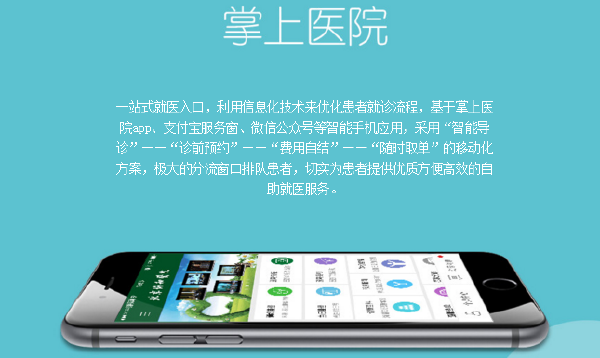 掌上医院
一站式就医入口，利用信息化技术来优化患者就诊流程，基于掌上医
院app、支付宝服务窗、微信公众号等智能手机应用，采用“智能导
诊”——“诊前预约”——“费用自结”——“随时取单”的移动化
方案，极大的分流窗口排队患者，切实为患者提供优质方便高效的自
助就医服务。